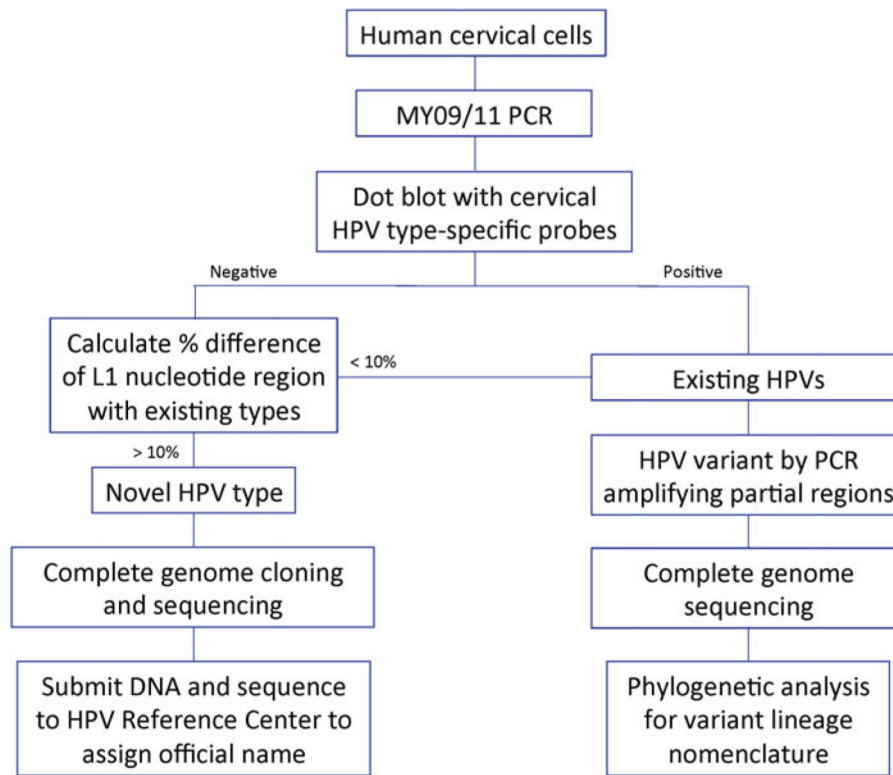 Human cervical cells
MY09/11 PCR
Dot blot with cervical
HPV type-specific probes
Negative
Positive
Calculate % difference
of L1 nucleotide region
with existing types
< 10%
Existing HPVs
> 10%
Novel HPV type
HPV variant by PCR
amplifying partial regions
Complete genome cloning
and sequencing
Complete genome
sequencing
Submit DNA and sequence
to HPV Reference Center to
assign official name
Phylogenetic analysis
for variant lineage
nomenclature